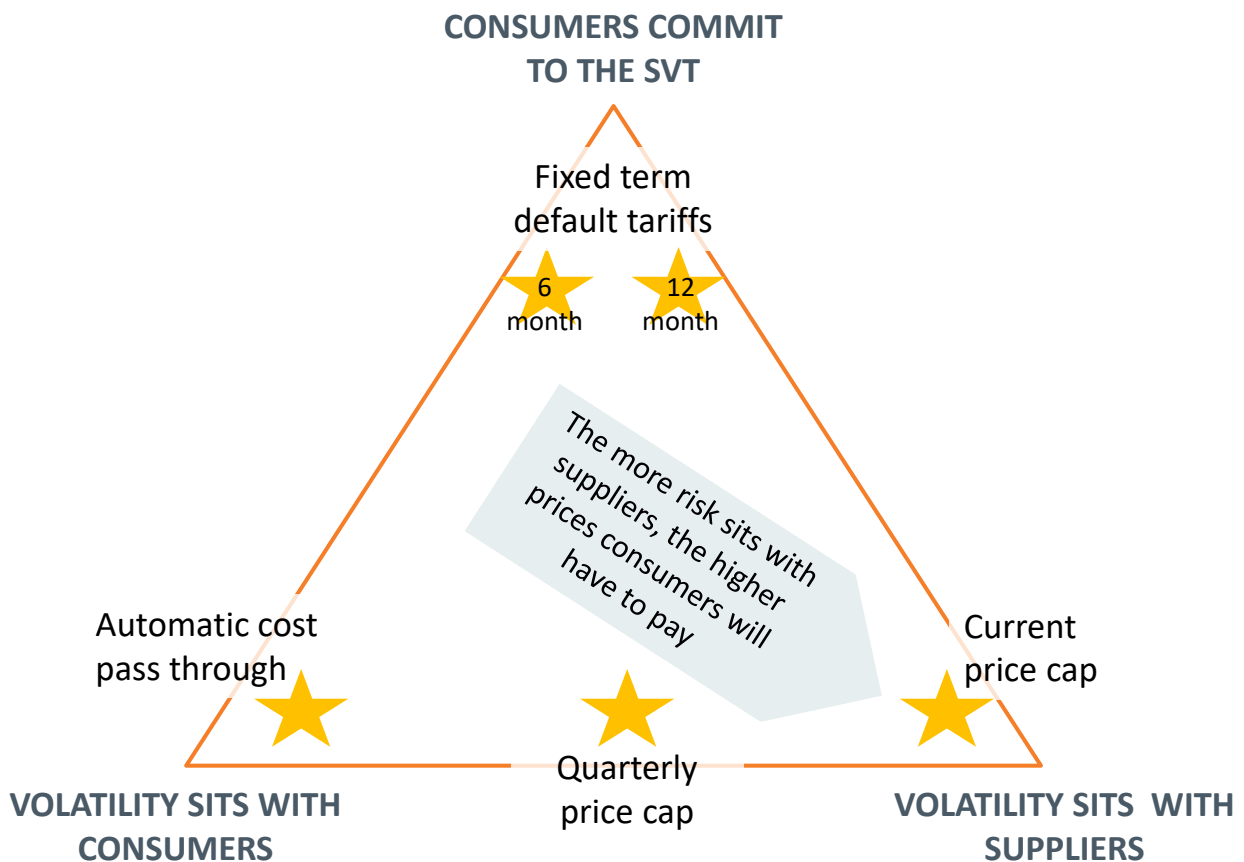 CONSUMERS COMMIT
TO THE SVT
Fixed term
default tariffs
6
month
12
month
The more risk sits with
suppliers, the higher
prices consumers will
have to pay
Automatic cost
pass through
Current
price cap
Quarterly
price cap
VOLATILITY SITS WITH
CONSUMERS
VOLATILITY SITS  WITH
SUPPLIERS